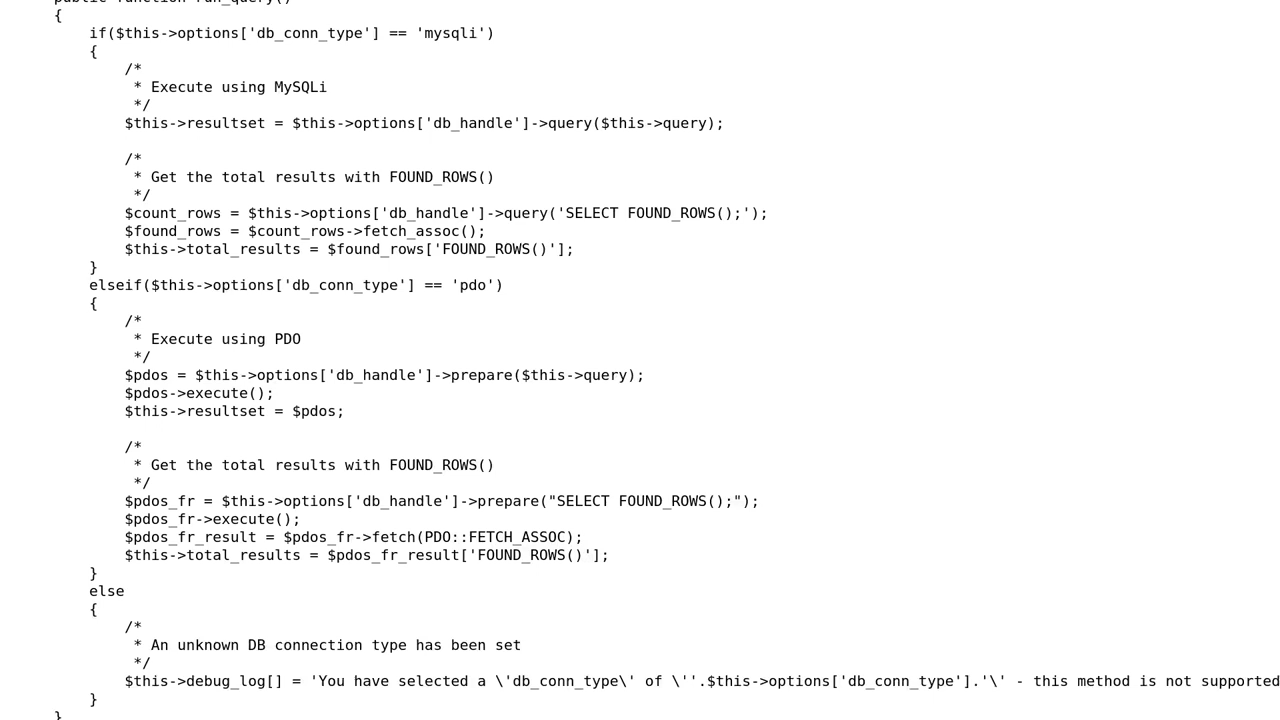 public function run_query()
{
if($this->options['db_conn_type'] == 'mysqli')
{
/*
* Execute using MySQLi
*/
$this->resultset = $this->options['db_handle']->query($this->query);
/*
* Get the total results with FOUND_ROWS()
*/
$count_rows = $this->options['db_handle']->query('SELECT FOUND_ROWS();');
$found_rows = $count_rows->fetch_assoc();
$this->total_results = $found_rows['FOUND_ROWS()'];
}
elseif($this->options['db_conn_type'] == 'pdo')
{
/*
* Execute using PDO
*/
$pdos = $this->options['db_handle']->prepare($this->query);
$pdos->execute();
$this->resultset = $pdos;
/*
* Get the total results with FOUND_ROWS()
*/
$pdos_fr = $this->options['db_handle']->prepare("SELECT FOUND_ROWS();");
$pdos_fr->execute();
$pdos_fr_result = $pdos_fr->fetch(PDO::FETCH_ASSOC);
$this->total_results = $pdos_fr_result['FOUND_ROWS()'];
}
else
{
/*
* An unknown DB connection type has been set
*/
$this->debug_log[] = 'You have selected a \'db_conn_type\' of \''.$this->options['db_conn_type'].'\' - this method is not supported
}
}